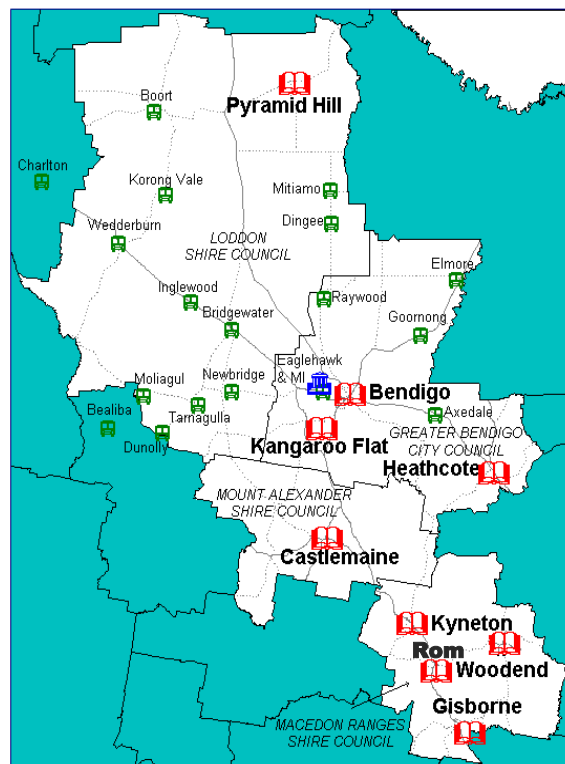 Boort
Pyramid Hill
Charlton
Korong Vale
Mitiamo
Dingee
Wedderburn
LODDON
SHIRE COUNCIL
Elmore
Inglewood
Raywood
Bridgewater
Goornong
Eaglehawk
& MI
Bendigo
Moliagul
Newbridge
Bealiba
Tarnagulla
Axedale
Dunolly
Kangaroo Flat
GREATER BENDIGO
CITY COUNCIL
Heathcote
MOUNT ALEXANDER
SHIRE COUNCIL
Castlemaine
Kyneton
Rom
Woodend
Gisborne
MACEDON RANGES
SHIRE COUNCIL